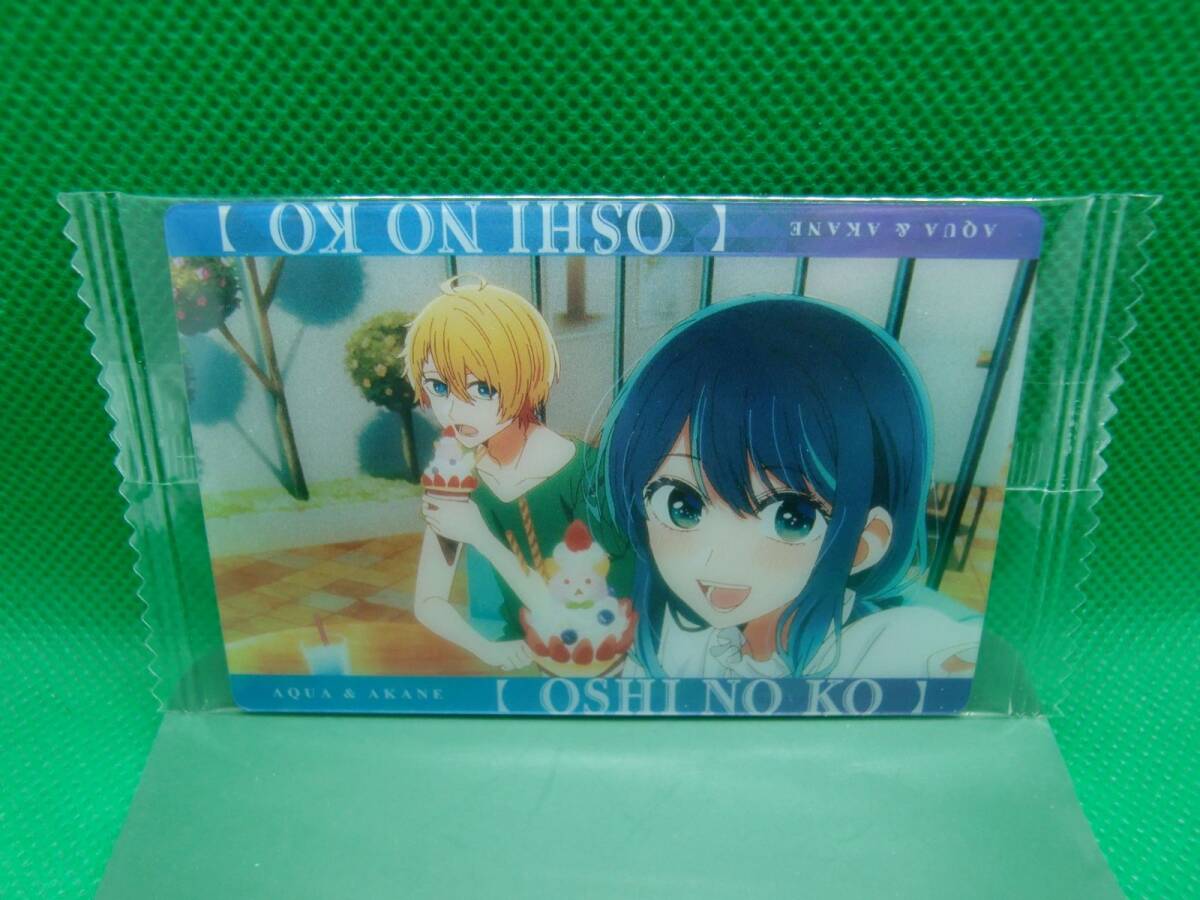 【 OSHI NO KO 】 AQUA & AKANE
AQUA & AKANE 【 OSHI NO KO 】